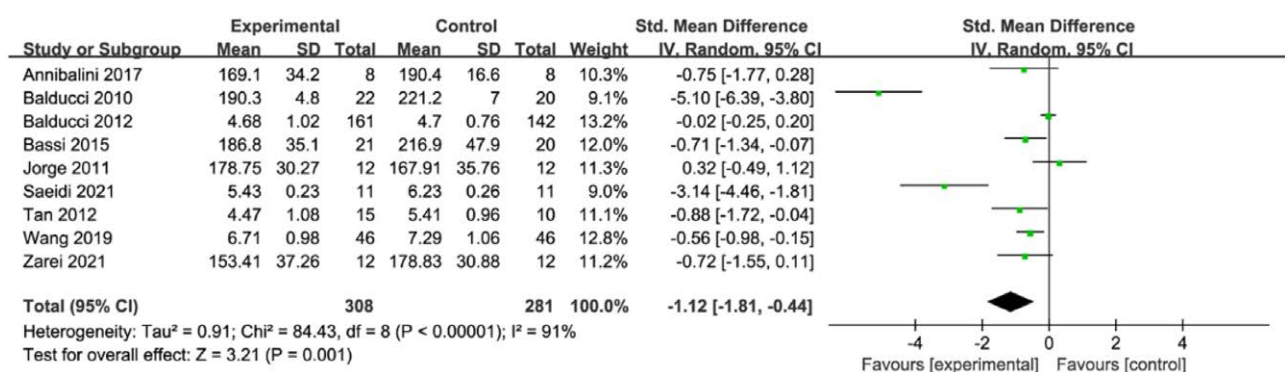 Experimental Control Std. Mean Difference Std. Mean Difference
Study or Subgroup Mean SD Total Mean SD Total Weight IV, Random, 95% CI IV, Random, 95% CI
Annibalini 2017 169.1 34.2 8 190.4 16.6 8 10.3% -0.75 [-1.77, 0.28]
Balducci 2010 190.3 4.8 22 221.2 7 20 9.1% -5.10 [-6.39, -3.80]
Balducci 2012 4.68 1.02 161 4.7 0.76 142 13.2% -0.02 [-0.25, 0.20]
Bassi 2015 186.8 35.1 21 216.9 47.9 20 12.0% -0.71 [-1.34, -0.07]
Jorge 2011 178.75 30.27 12 167.91 35.76 12 11.3% 0.32 [-0.49, 1.12]
Saeidi 2021 5.43 0.23 11 6.23 0.26 11 9.0% -3.14 [-4.46, -1.81]
Tan 2012 4.47 1.08 15 5.41 0.96 10 11.1% -0.88 [-1.72, -0.04]
Wang 2019 6.71 0.98 46 7.29 1.06 46 12.8% -0.56 [-0.98, -0.15]
Zarei 2021 153.41 37.26 12 178.83 30.88 12 11.2% -0.72 [-1.55, 0.11]
Total (95% CI) 308 281 100.0% -1.12 [-1.81, -0.44]
Heterogeneity: Tau² = 0.91; Chi² = 84.43, df = 8 (P < 0.00001); I² = 91%
Test for overall effect: Z = 3.21 (P = 0.001)
-4 -2 0 2 4
Favours [experimental] Favours [control]